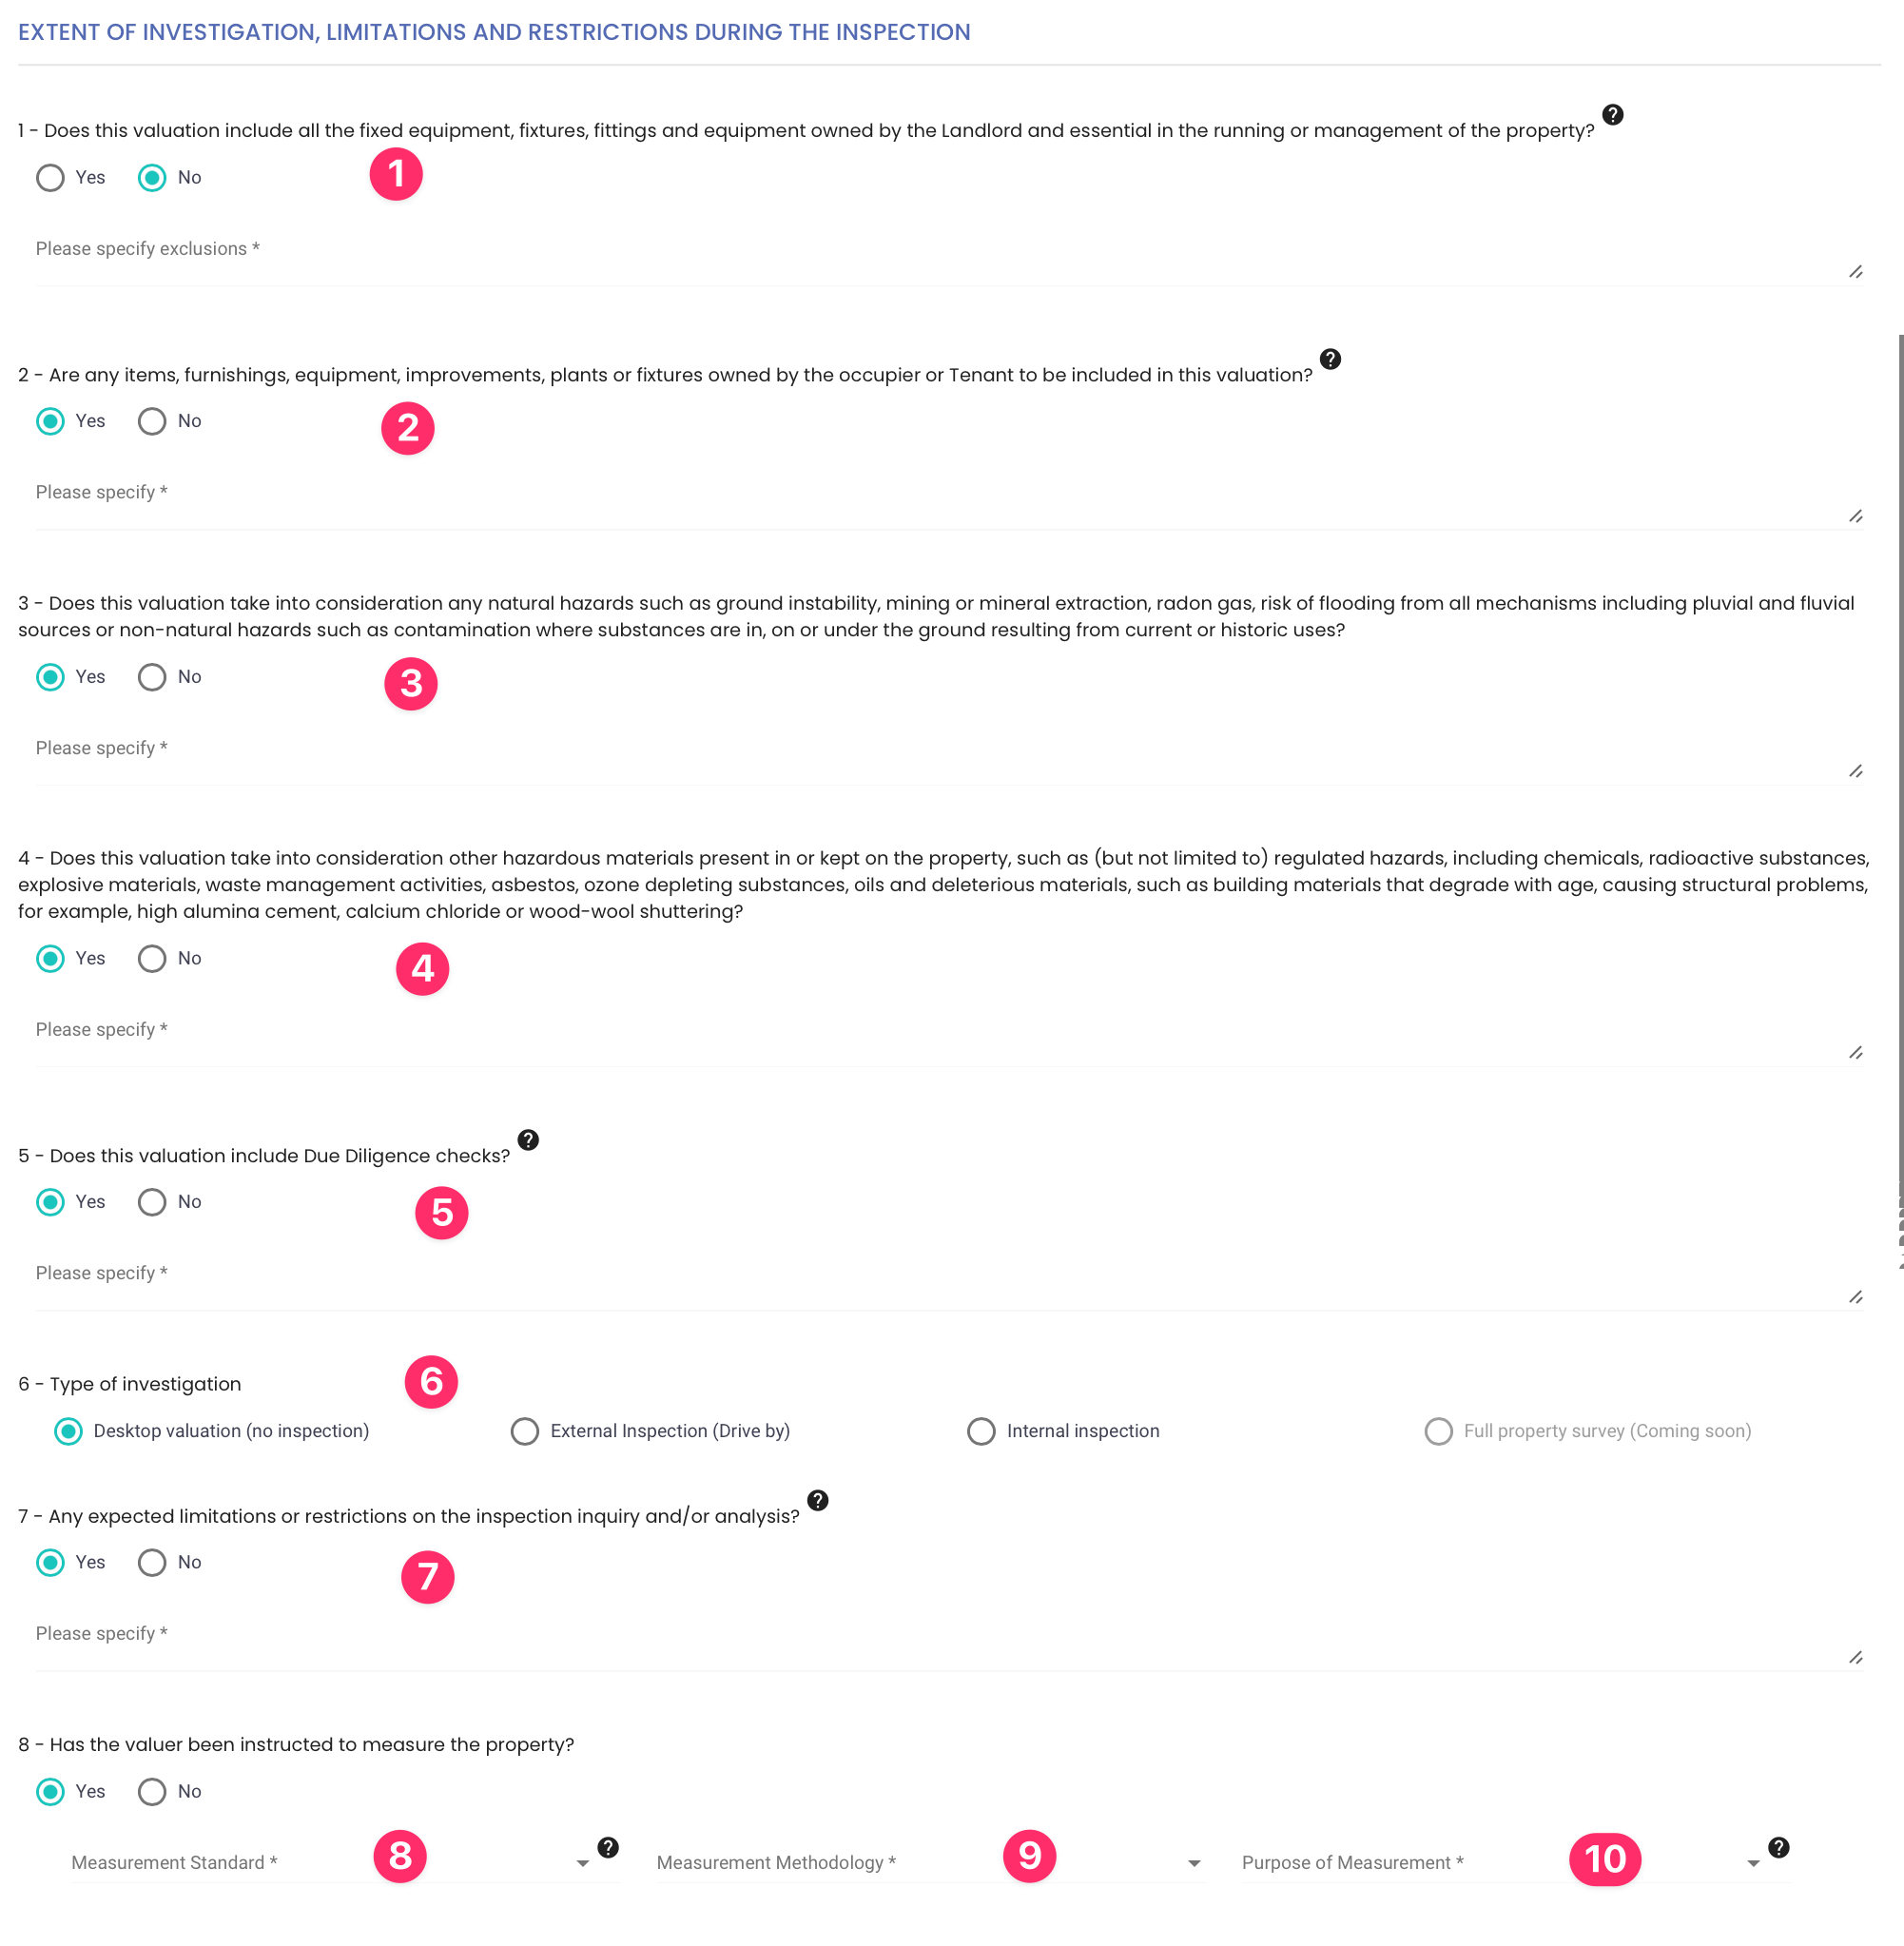 EXTENT OF INVESTIGATION, LIMITATIONS AND RESTRICTIONS DURING THE INSPECTION
1 - Does this valuation include all the fixed equipment, fixtures, fittings and equipment owned by the Landlord and essential in the running or management of the property? ?
Yes No 1
Please specify exclusions *
2 - Are any items, furnishings, equipment, improvements, plants or fixtures owned by the occupier or Tenant to be included in this valuation? ?
Yes No 2
Please specify *
3 - Does this valuation take into consideration any natural hazards such as ground instability, mining or mineral extraction, radon gas, risk of flooding from all mechanisms including pluvial and fluvial
sources or non-natural hazards such as contamination where substances are in, on or under the ground resulting from current or historic uses?
Yes No 3
Please specify *
4 - Does this valuation take into consideration other hazardous materials present in or kept on the property, such as (but not limited to) regulated hazards, including chemicals, radioactive substances,
explosive materials, waste management activities, asbestos, ozone depleting substances, oils and deleterious materials, such as building materials that degrade with age, causing structural problems,
for example, high alumina cement, calcium chloride or wood-wool shuttering?
Yes No 4
Please specify *
5 - Does this valuation include Due Diligence checks? ?
Yes No 5
Please specify *
6 - Type of investigation 6
Desktop valuation (no inspection) External Inspection (Drive by) Internal inspection Full property survey (Coming soon)
7 - Any expected limitations or restrictions on the inspection inquiry and/or analysis? ?
Yes No 7
Please specify *
8 - Has the valuer been instructed to measure the property?
Yes No
Measurement Standard * 8 ? Measurement Methodology * 9 Purpose of Measurement * 10 ?